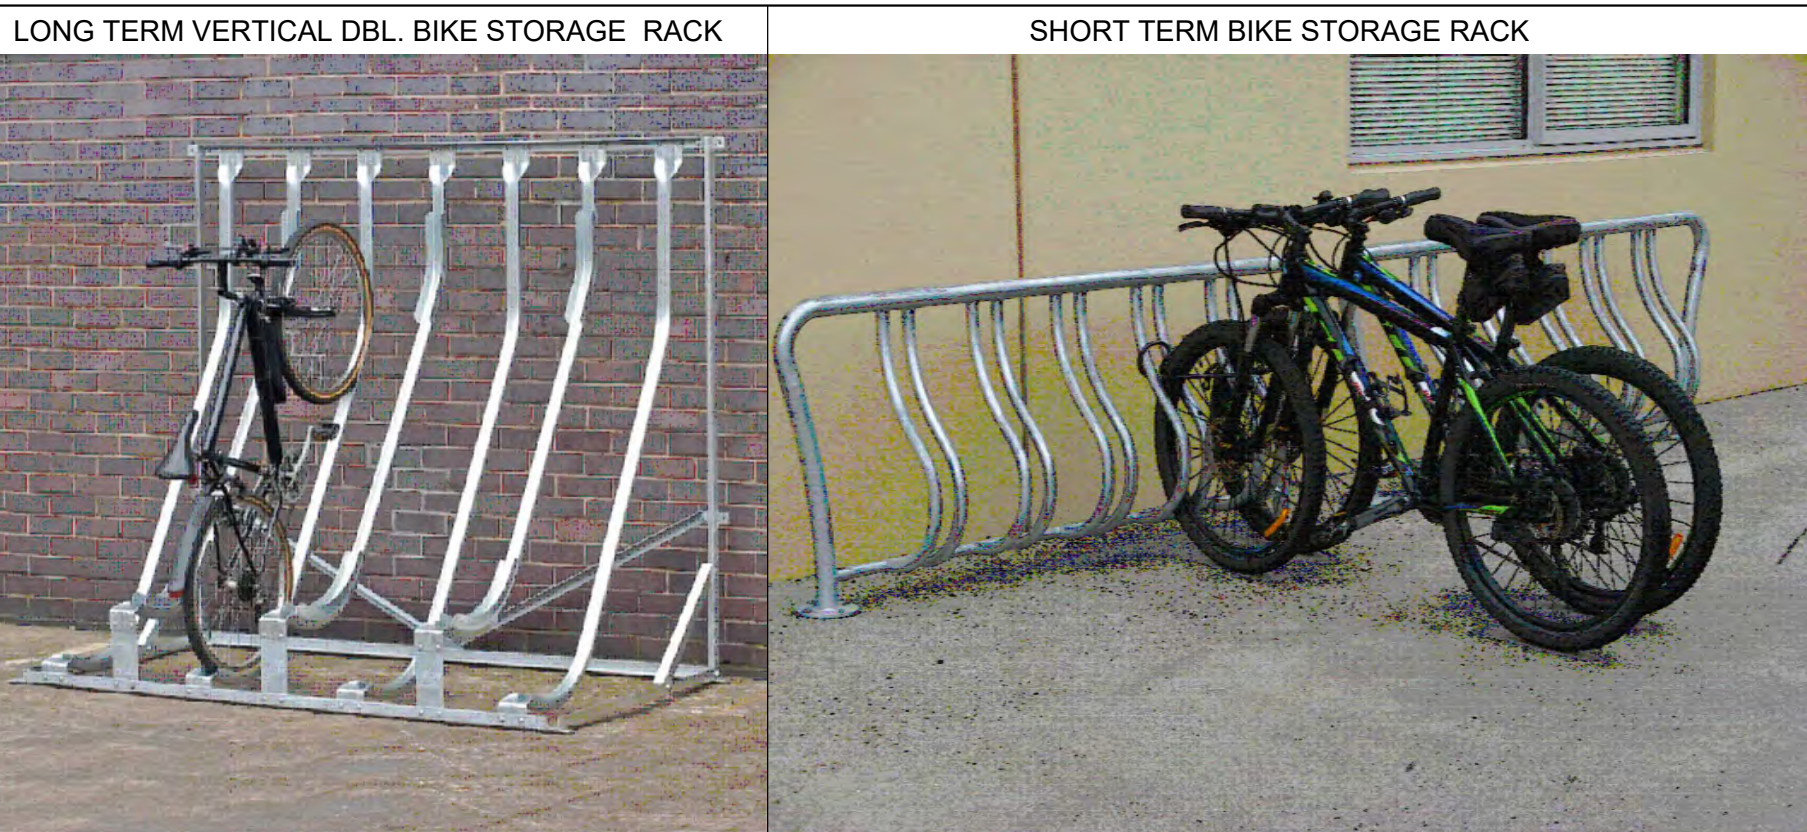 LONG TERM VERTICAL DBL. BIKE STORAGE RACK
SHORT TERM BIKE STORAGE RACK